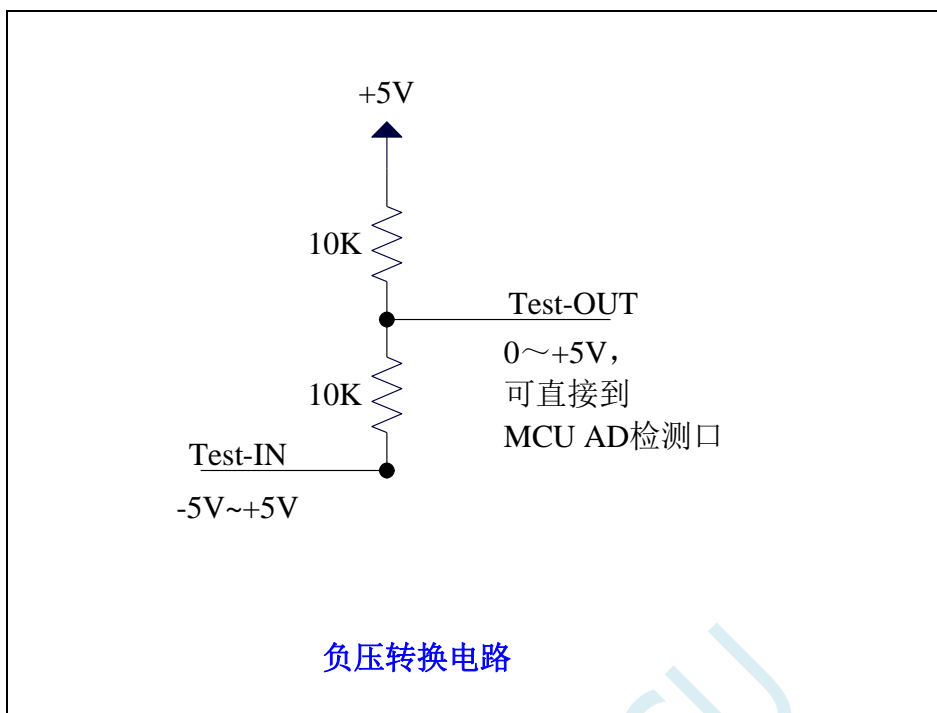 +5V
10K
Test-OUT
0～+5V，
可直接到
MCU AD检测口
10K
Test-IN
-5V~+5V
负压转换电路